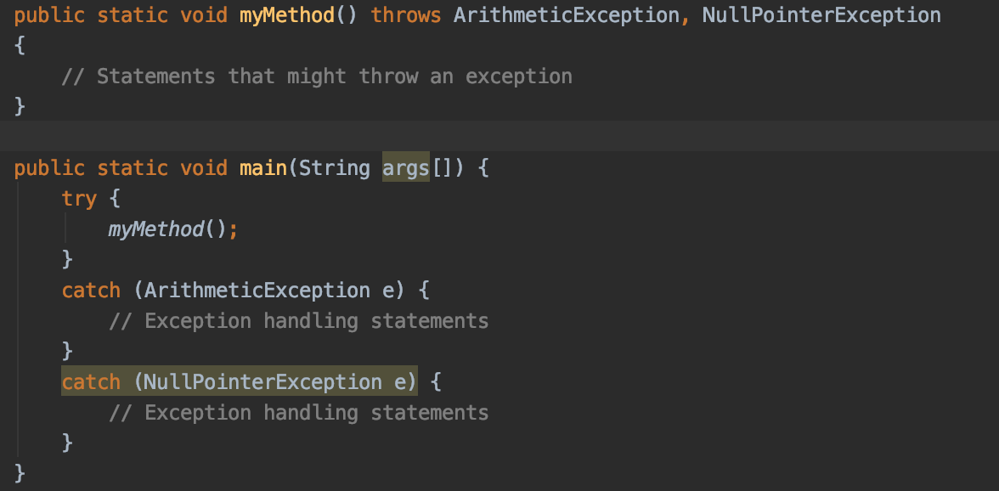 public static void myMethod() throws ArithmeticException, NullPointerException
{
    // Statements that might throw an exception
}

public static void main(String args[]) {
    try {
        myMethod();
    }
    catch (ArithmeticException e) {
        // Exception handling statements
    }
    catch (NullPointerException e) {
        // Exception handling statements
    }
}